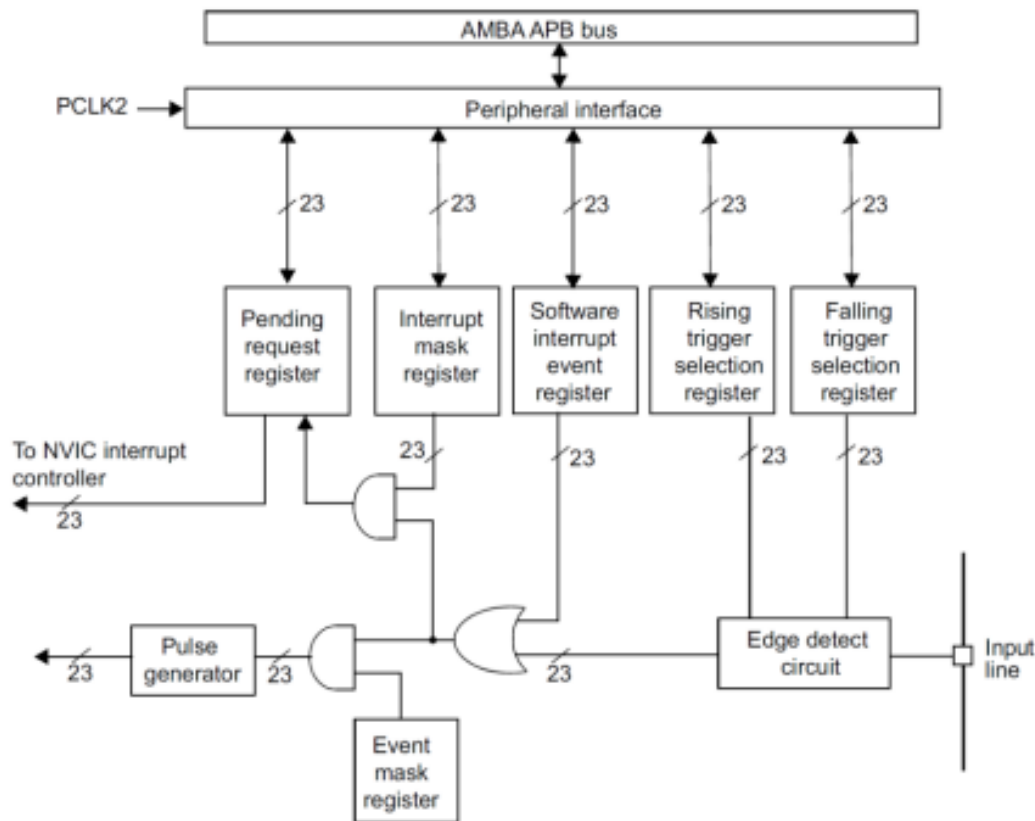 AMBA APB bus
PCLK2
Peripheral interface
23
23
23
23
23
Pending
request
register
Interrupt
mask
register
Software
interrupt
event
register
Rising
trigger
selection
register
Falling
trigger
selection
register
To NVIC interrupt
controller
23
23
23
23
23
Pulse
generator
Edge detect
circuit
Input
line
23
23
23
Event
mask
register